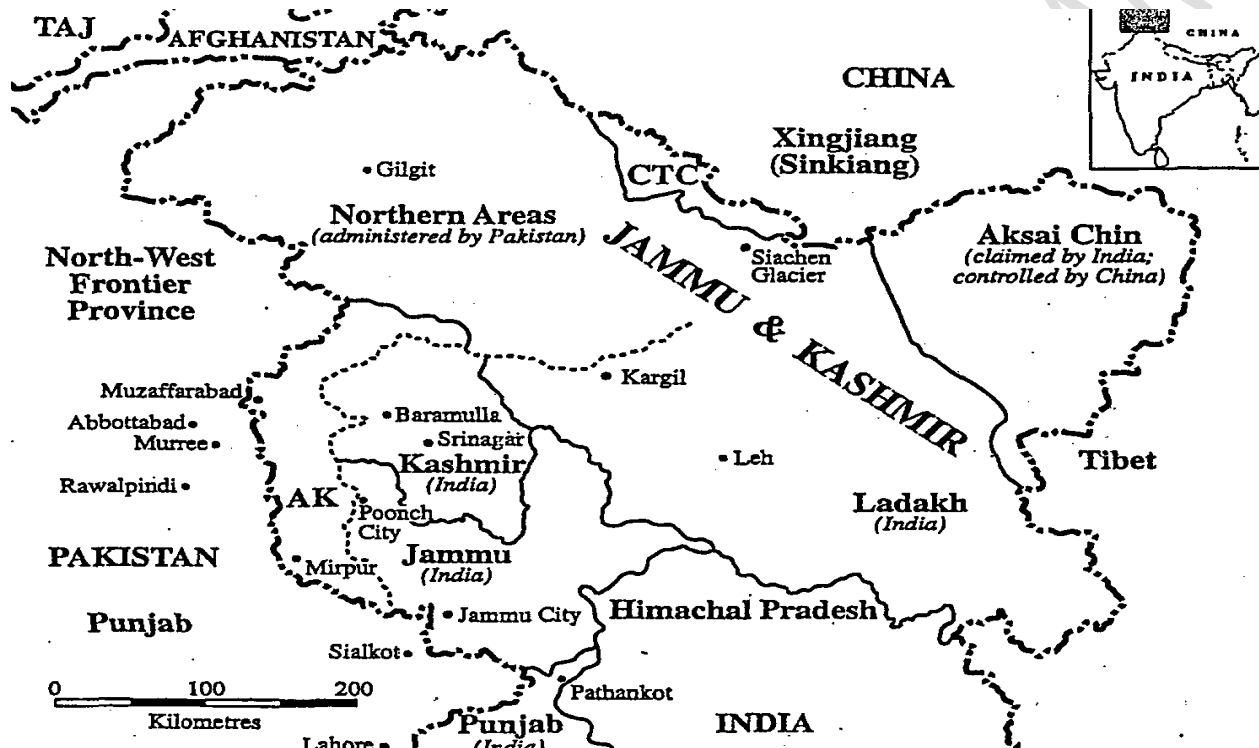 TAJ
AFGHANISTAN
CHINA
CHINA
INDIA
Xingjiang
(Sinkiang)
CTC
Gilgit
Northern Areas
(administered by Pakistan)
JAMMU & KASHMIR
Siachen
Glacier
Aksai Chin
(claimed by India;
controlled by China)
North-West
Frontier
Province
Muzaffarabad
Abbottabad
Murree
Rawalpindi
Baramulla
Srinagar
Kashmir
(India)
Kargil
Leh
Tibet
Ladakh
(India)
AK
Poonch
City
PAKISTAN
Mirpur
Jammu
(India)
Punjab
Jammu City
Himachal Pradesh
Sialkot
Pathankot
0 100 200
Kilometres
Punjab
(India)
INDIA
Lahore